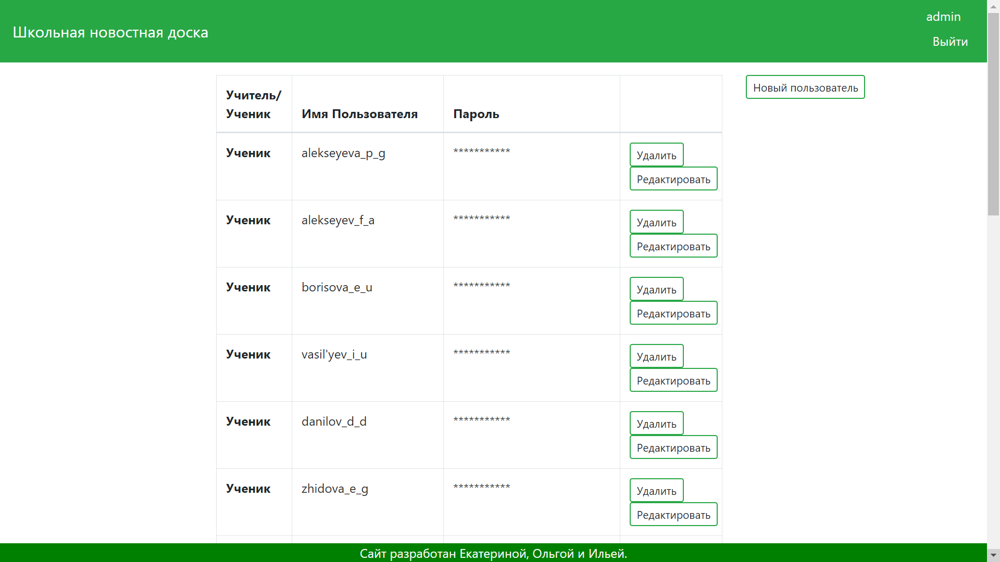 Школьная новостная доска
admin
Выйти
Новый пользователь
Учитель/
Ученик
Имя Пользователя
Пароль
Ученик
alekseyeva_p_g
***********
Удалить
Редактировать
Ученик
alekseyev_f_a
***********
Удалить
Редактировать
Ученик
borisova_e_u
***********
Удалить
Редактировать
Ученик
vasil'yev_i_u
***********
Удалить
Редактировать
Ученик
danilov_d_d
***********
Удалить
Редактировать
Ученик
zhidova_e_g
***********
Удалить
Редактировать
Сайт разработан Екатериной, Ольгой и Ильей.